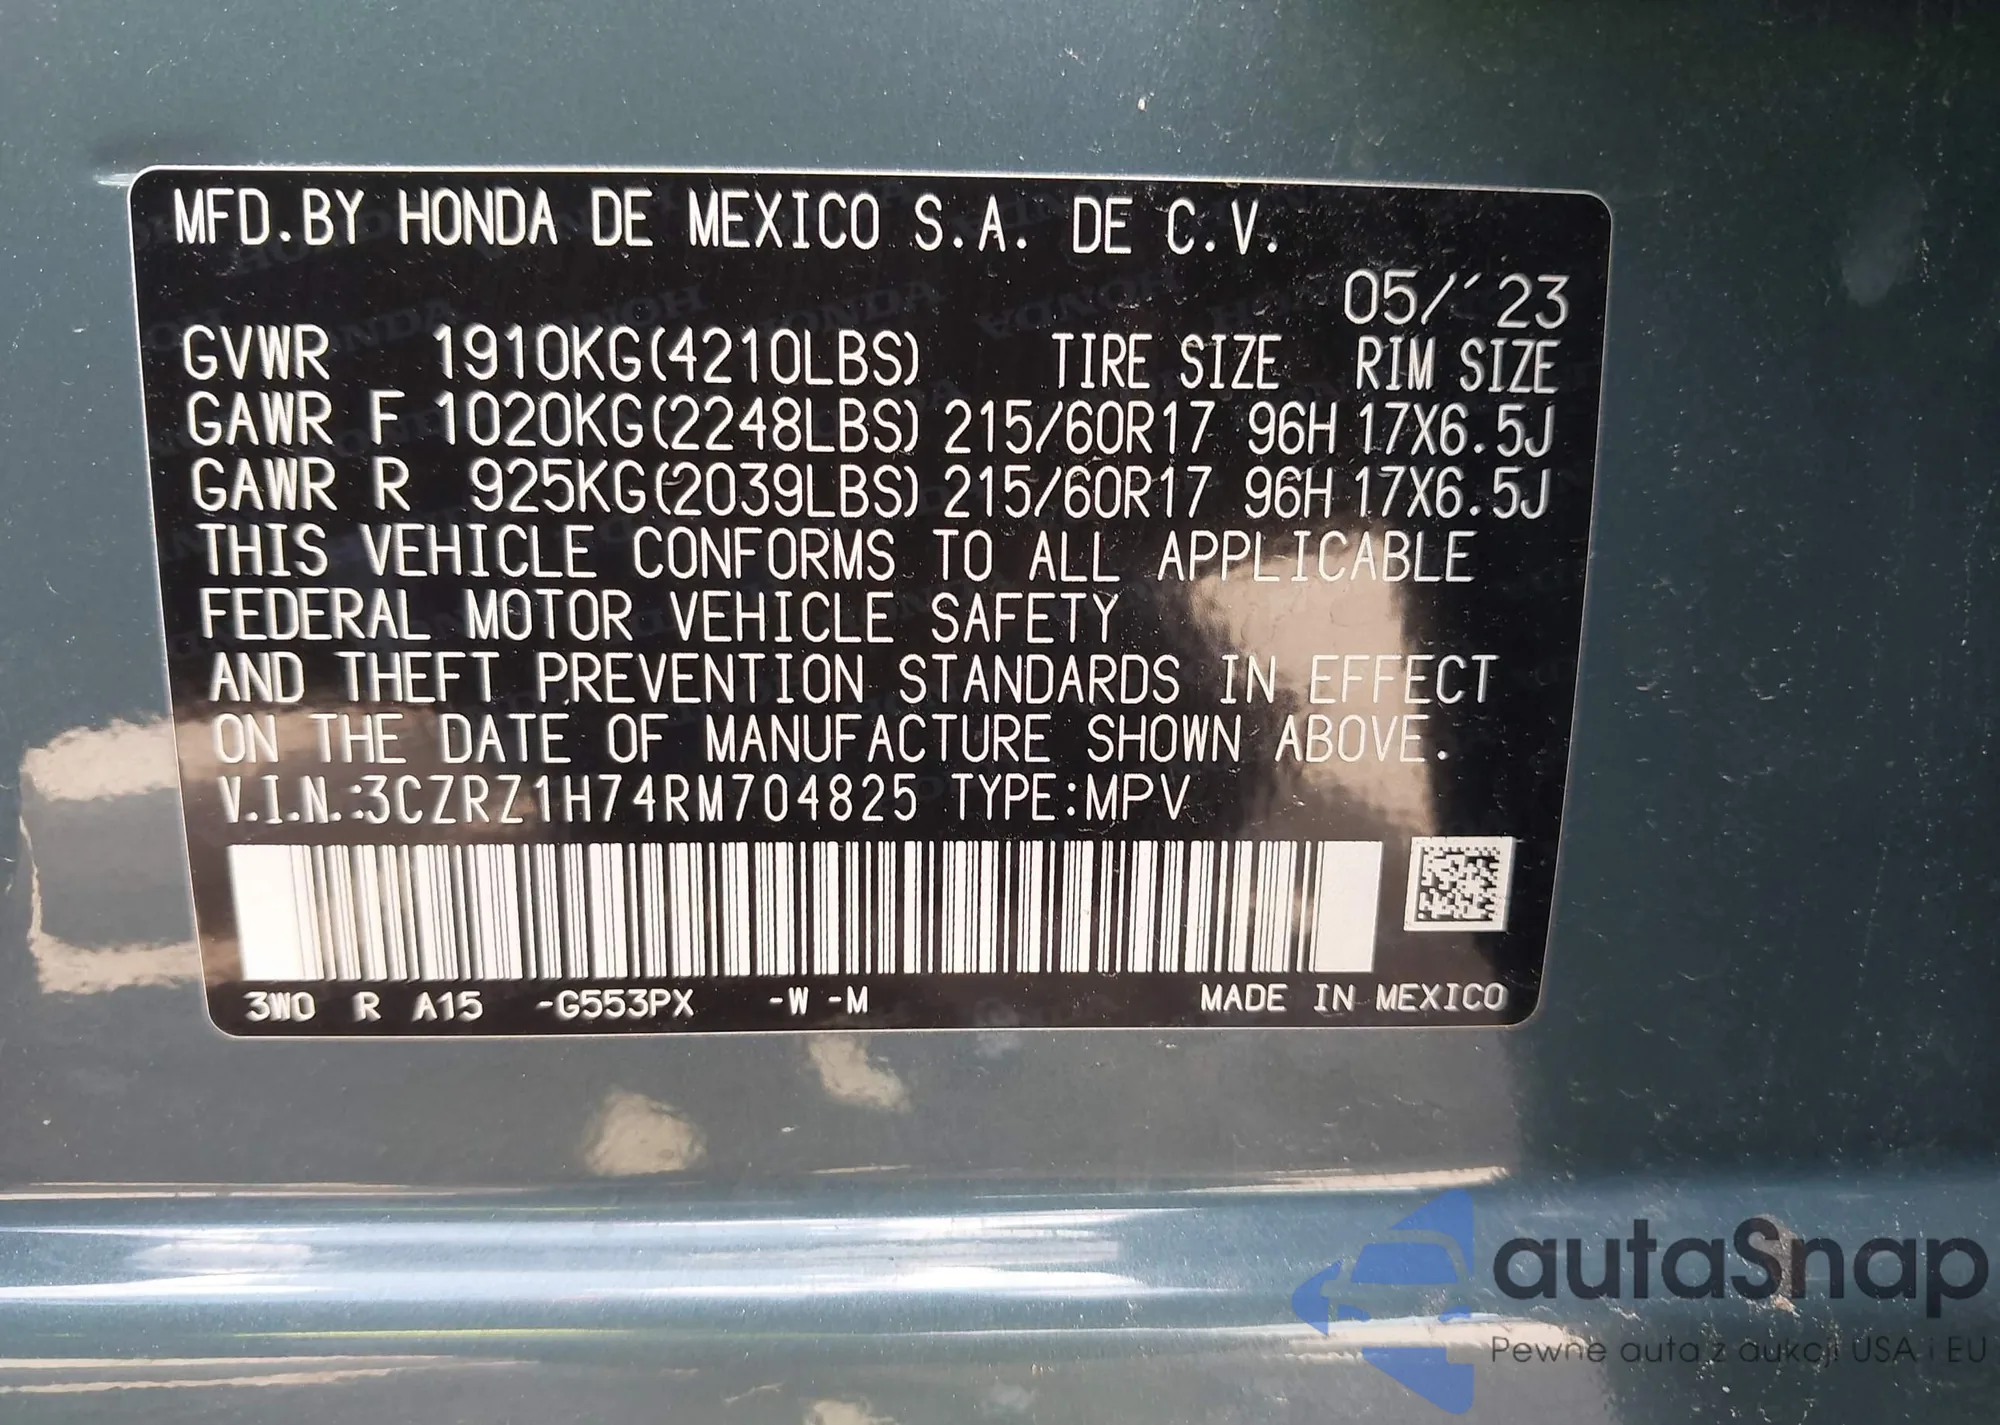 MFD.BY HONDA DE MEXICO S.A. DE C.V.
05/'23
GVWR 1910KG(4210LBS) TIRE SIZE RIM SIZE
GAWR F 1020KG(2248LBS) 215/60R17 96H 17X6.5J
GAWR R 925KG(2039LBS) 215/60R17 96H 17X6.5J
THIS VEHICLE CONFORMS TO ALL APPLICABLE
FEDERAL MOTOR VEHICLE SAFETY
AND THEFT PREVENTION STANDARDS IN EFFECT
ON THE DATE OF MANUFACTURE SHOWN ABOVE.
V.I.N.:3CZRZ1H74RM704825 TYPE:MPV
3W0 R A15 -G553PX -W -M MADE IN MEXICO
autaSnap
Pewne auta z aukcji USA i EU